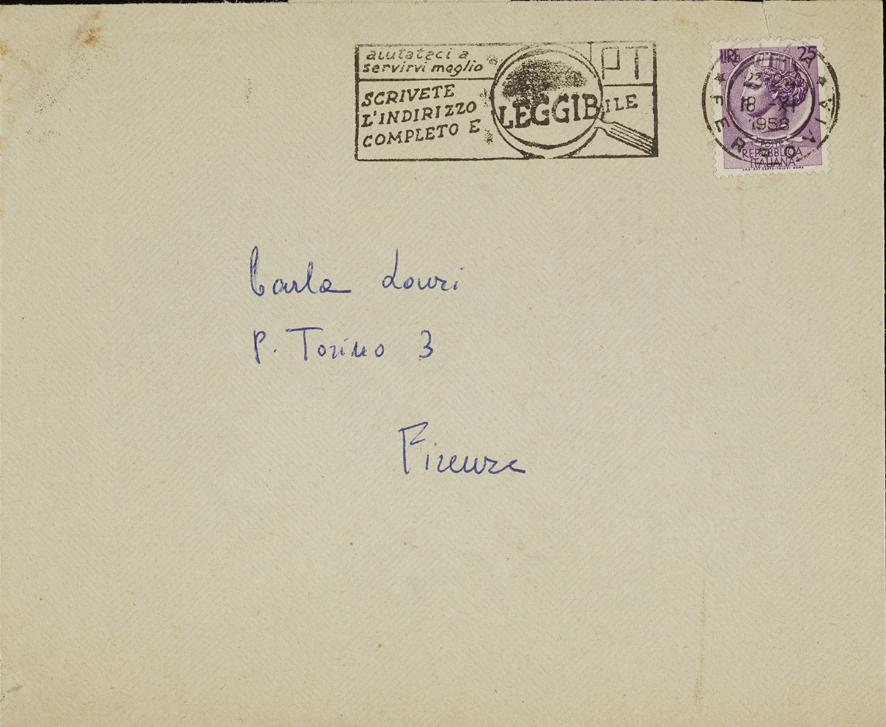 aiutateci a
servirvi meglio
SCRIVETE
L'INDIRIZZO
COMPLETO E LEGGIBILE
PT
LIRE 25
18 XI
1958
REPUBBLICA
ITALIANA
Carla Lonzi
P. Torino 3
Firenze